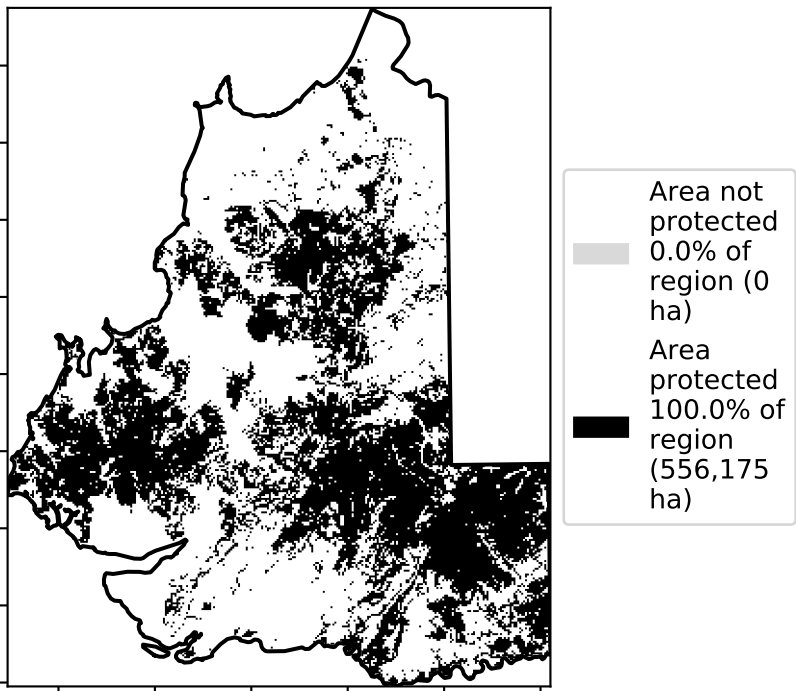 Area not
protected
0.0% of
region (0
ha)
Area
protected
100.0% of
region
(556,175
ha)